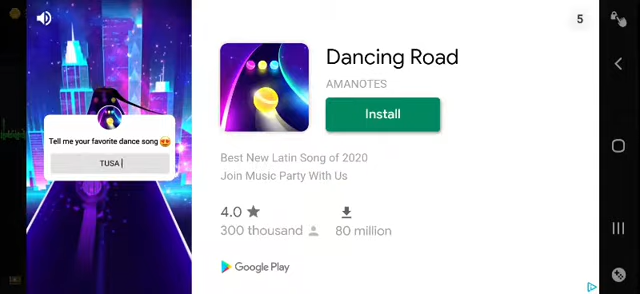 5
Dancing Road
AMANOTES
Install
Tell me your favorite dance song
TUSA
Best New Latin Song of 2020
Join Music Party With Us
4.0
300 thousand
80 million
Google Play